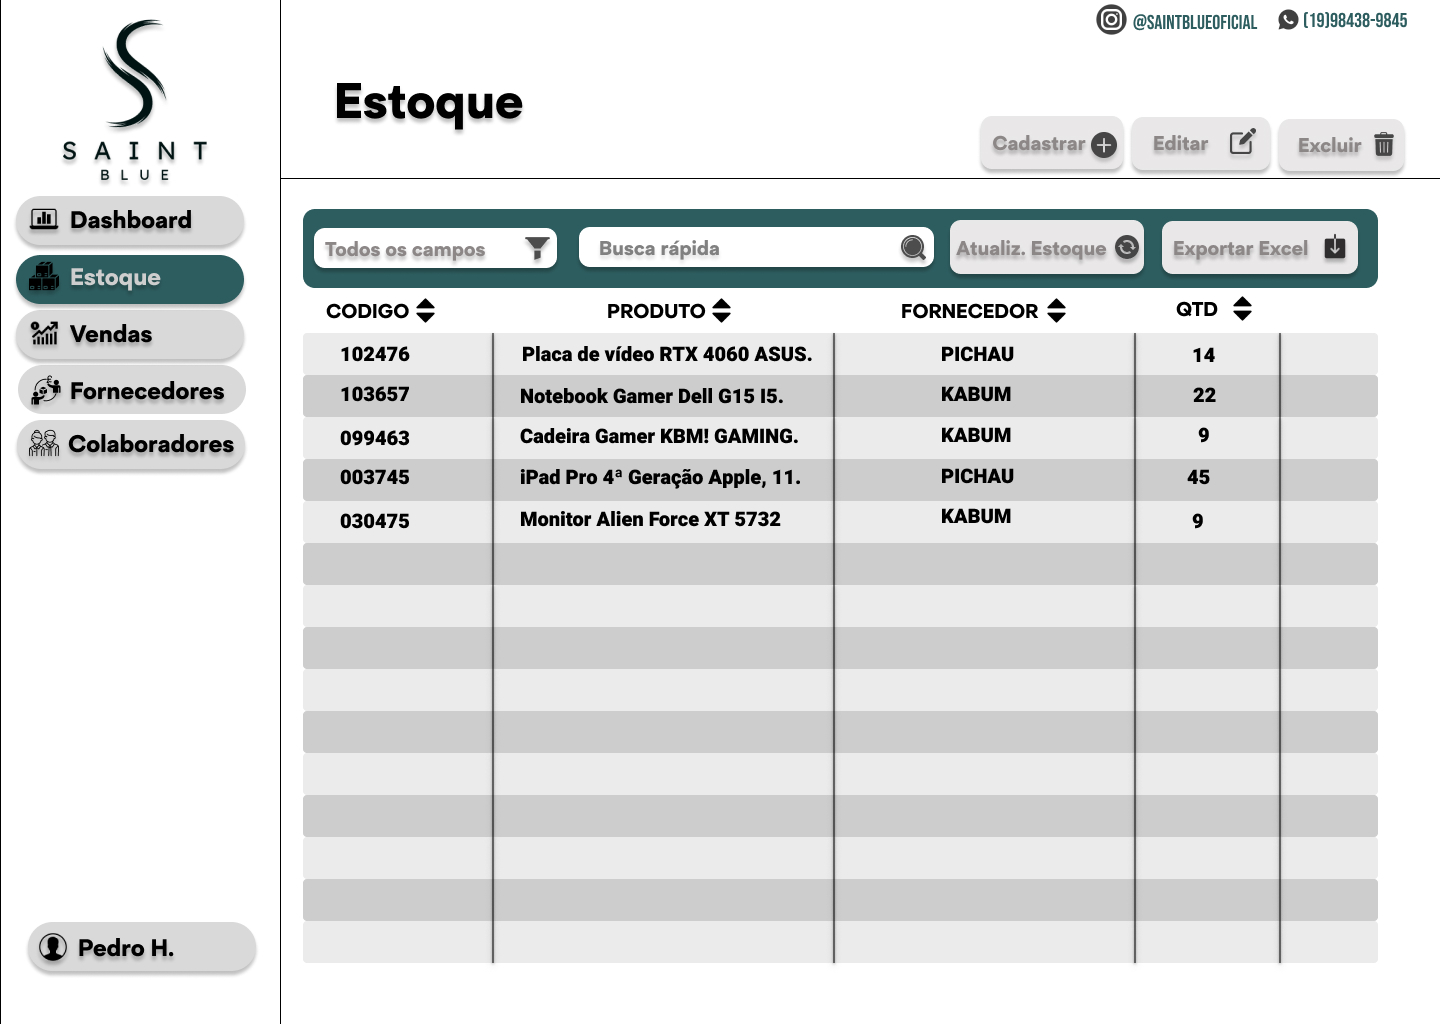 @SAINTBLUEOFICIAL (19)98438-9845
SAINT
BLUE
Estoque
Cadastrar Editar Excluir
Dashboard
Estoque
Vendas
Fornecedores
Colaboradores
Pedro H.
Todos os campos Busca rápida Atualiz. Estoque Exportar Excel
CODIGO PRODUTO FORNECEDOR QTD
102476 Placa de vídeo RTX 4060 ASUS. PICHAU 14
103657 Notebook Gamer Dell G15 I5. KABUM 22
099463 Cadeira Gamer KBM! GAMING. KABUM 9
003745 iPad Pro 4ª Geração Apple, 11. PICHAU 45
030475 Monitor Alien Force XT 5732 KABUM 9